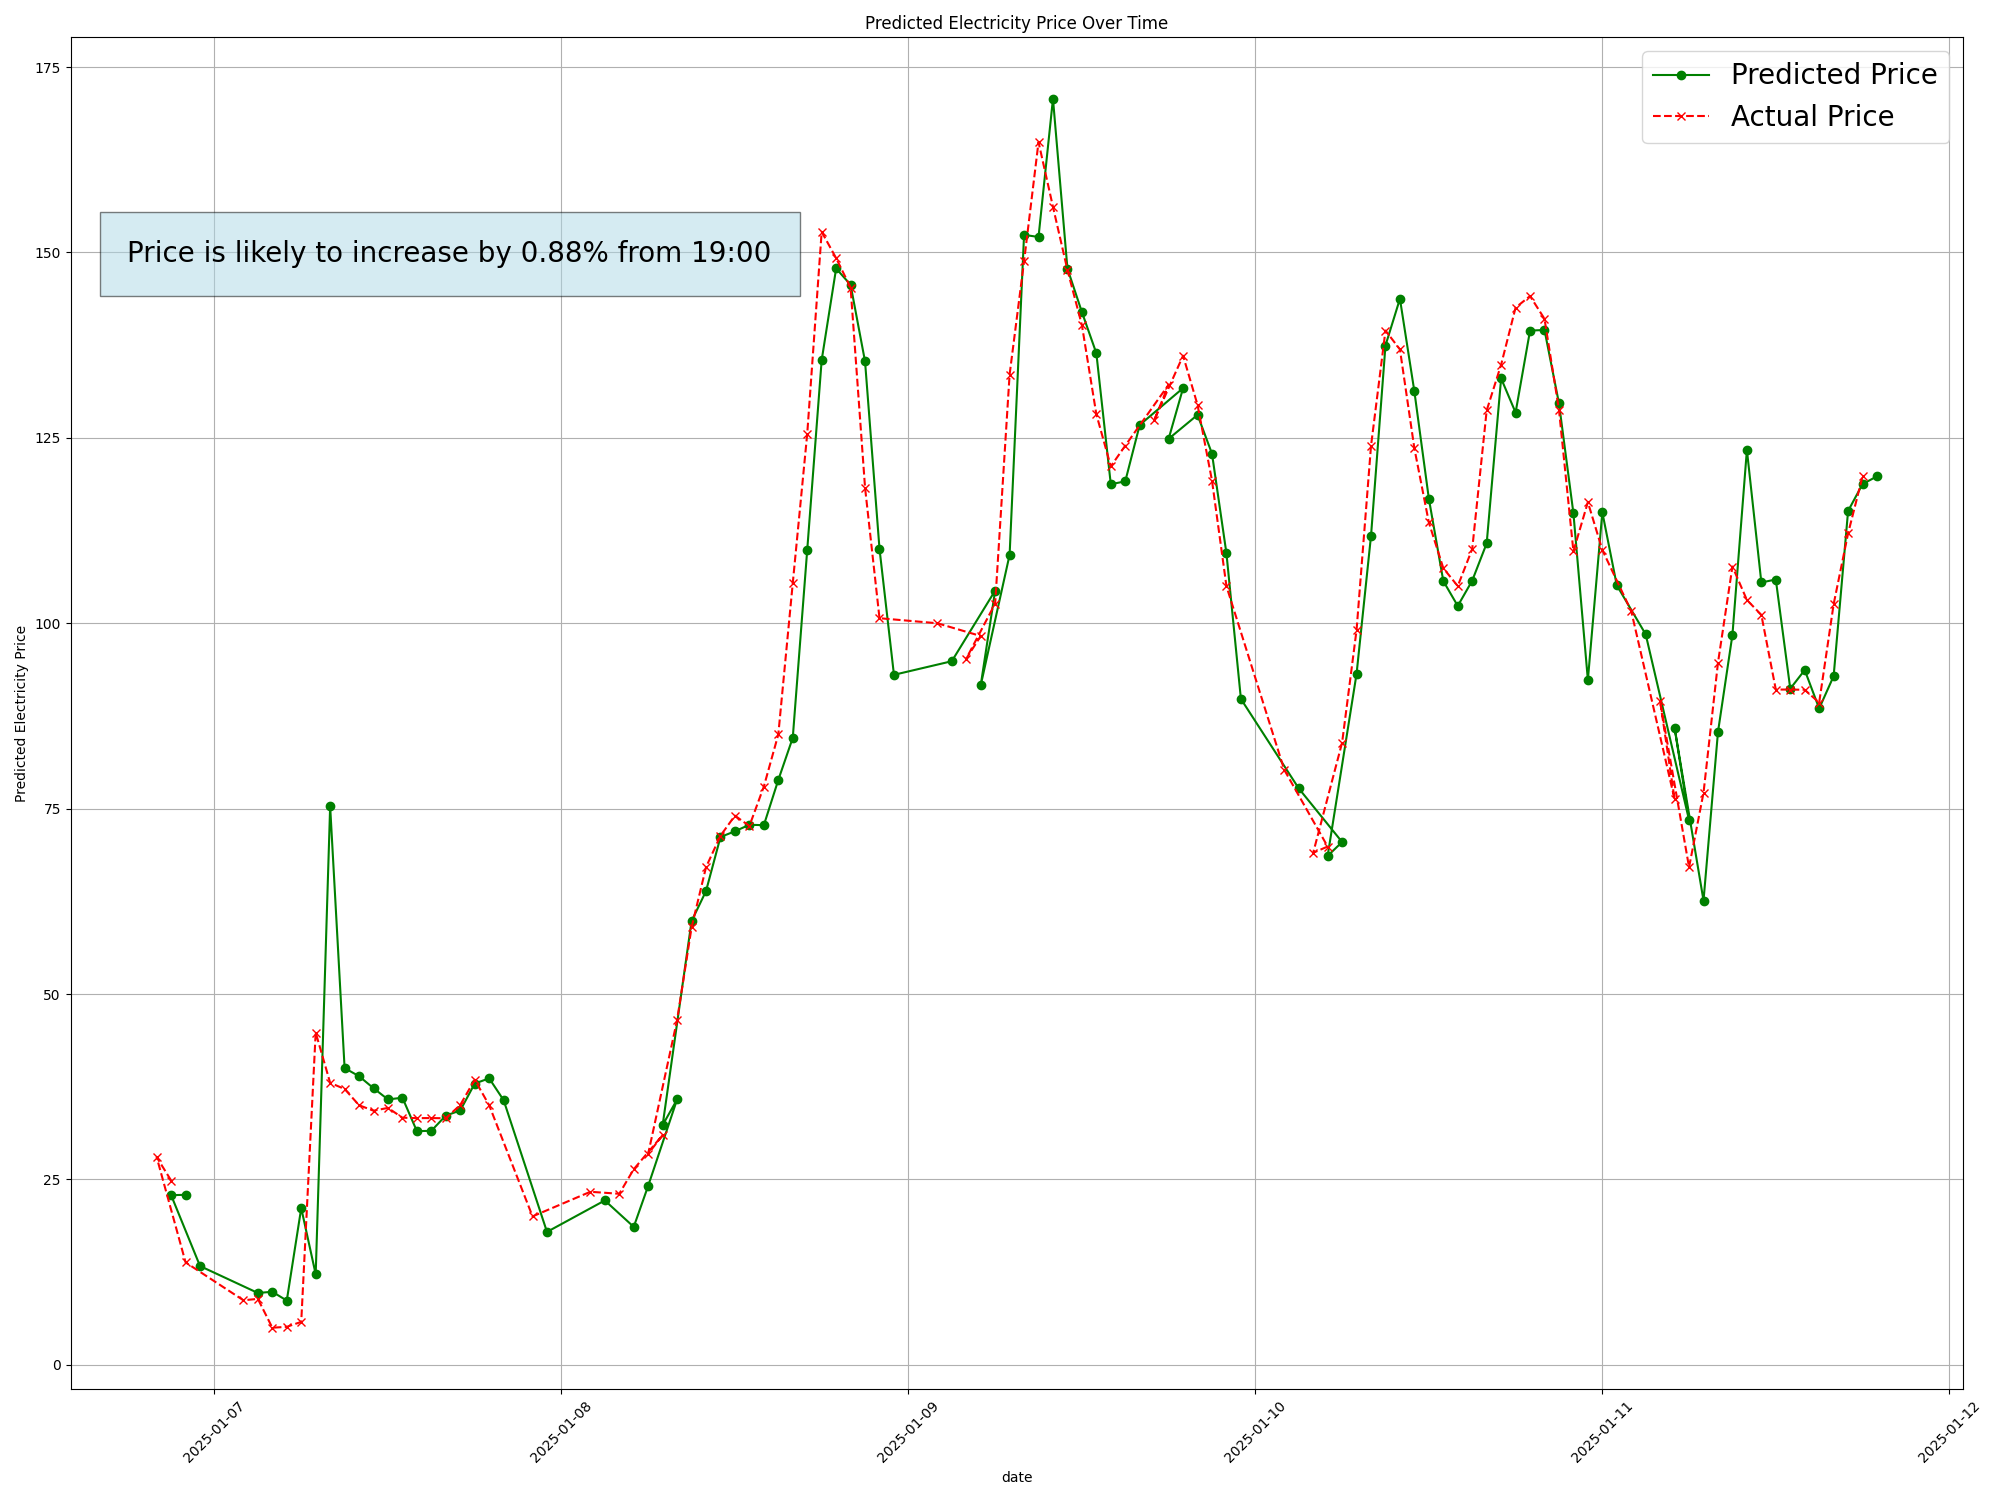 Predicted Electricity Price Over Time
175
150
125
100
75
50
25
0
Predicted Electricity Price
Predicted Price
Actual Price
Price is likely to increase by 0.88% from 19:00
2025-01-07
2025-01-08
2025-01-09
2025-01-10
2025-01-11
2025-01-12
date